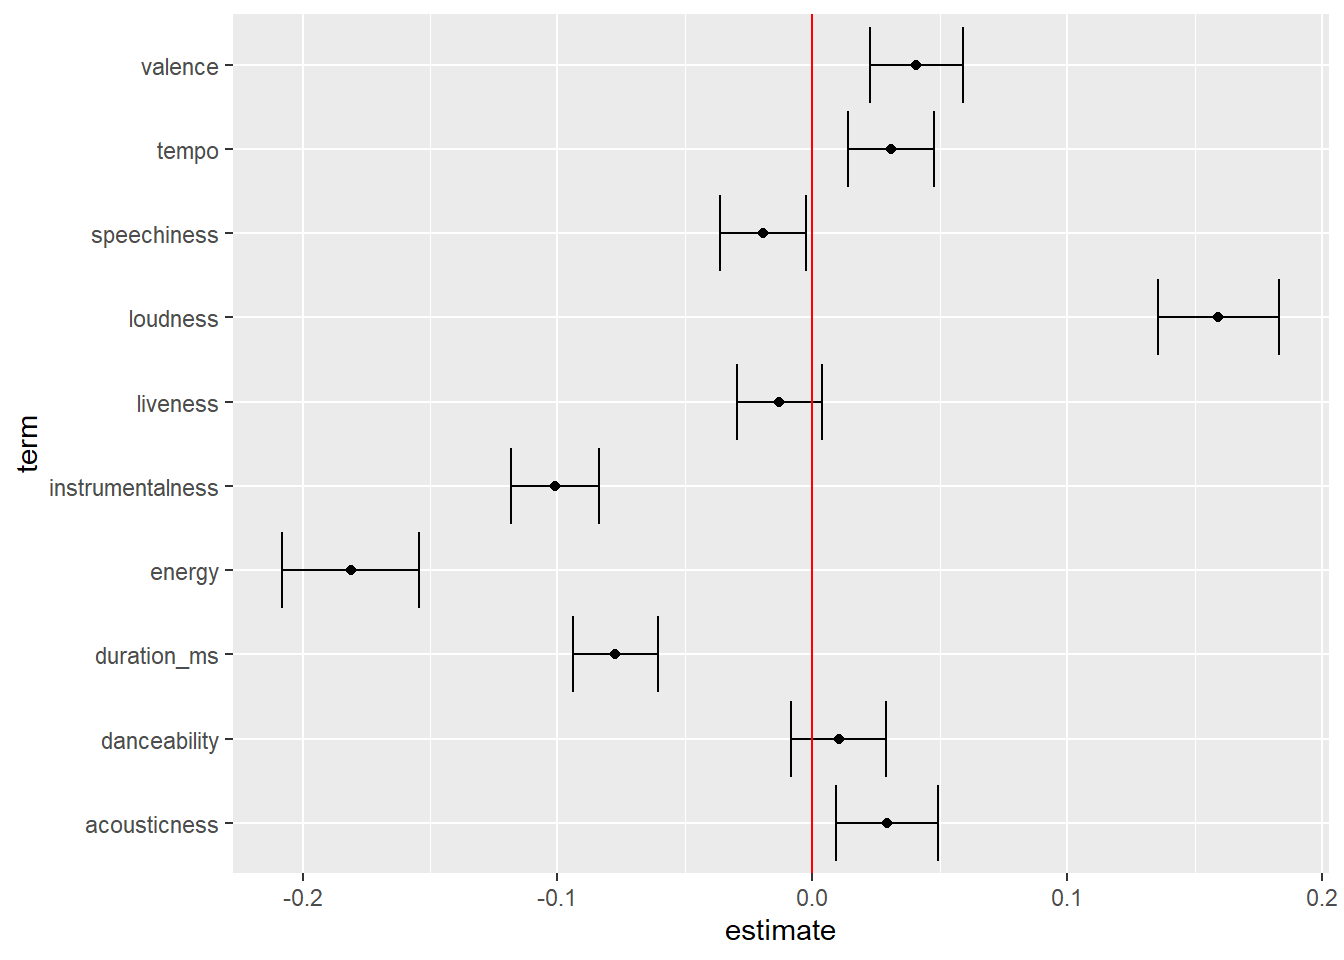 valence
tempo
speechiness
loudness
liveness
instrumentalness
energy
duration_ms
danceability
acousticness
term
-0.2 -0.1 0.0 0.1 0.2
estimate